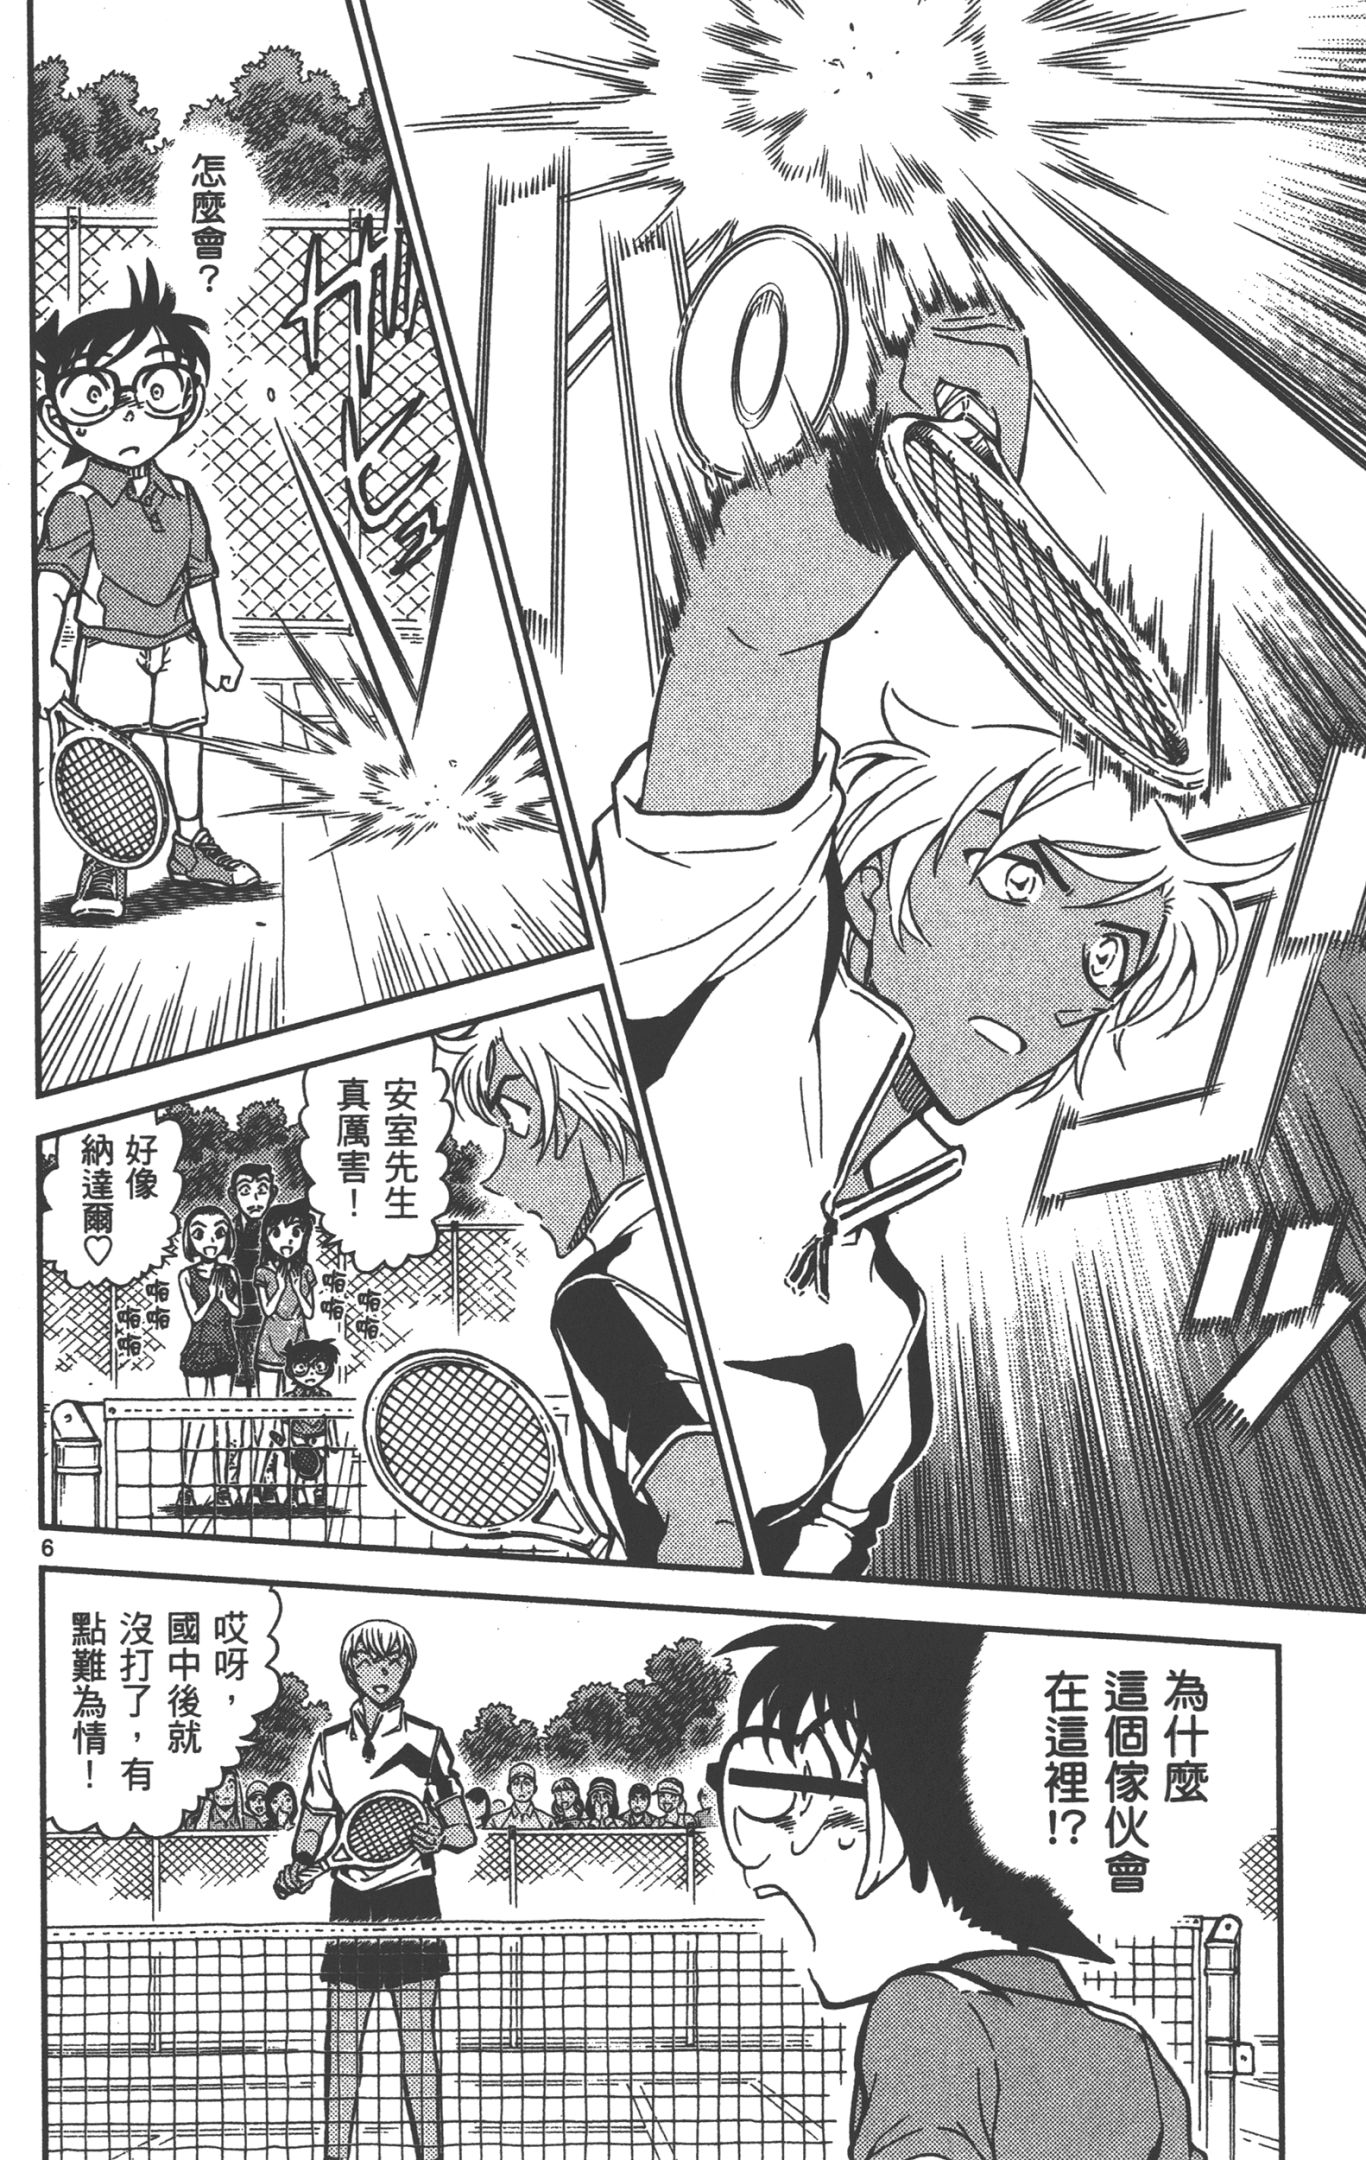 怎麼會？
安室先生
真厲害！
好像
納達爾♡
啪啪
啪啪
啪啪
啪啪
6
為什麼
這個傢伙會
在這裡!?
哎呀，
國中後就
沒打了，有
點難為情！